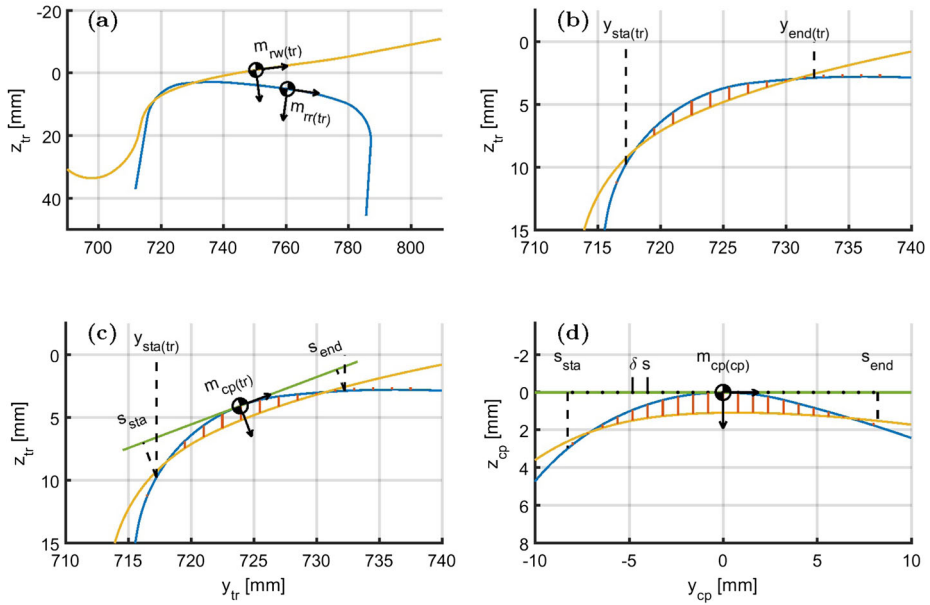 (a)
-20
0
20
40
z_tr [mm]
m_rw(tr)
m_rr(tr)
700 720 740 760 780 800
(b)
y_sta(tr)
y_end(tr)
0
5
10
15
z_tr [mm]
710 715 720 725 730 735 740
(c)
y_sta(tr)
s_end
m_cp(tr)
s_sta
0
5
10
15
z_tr [mm]
710 715 720 725 730 735 740
y_tr [mm]
(d)
-2
0
2
4
6
8
z_cp [mm]
s_sta
δ s
m_cp(cp)
s_end
-10 -5 0 5 10
y_cp [mm]